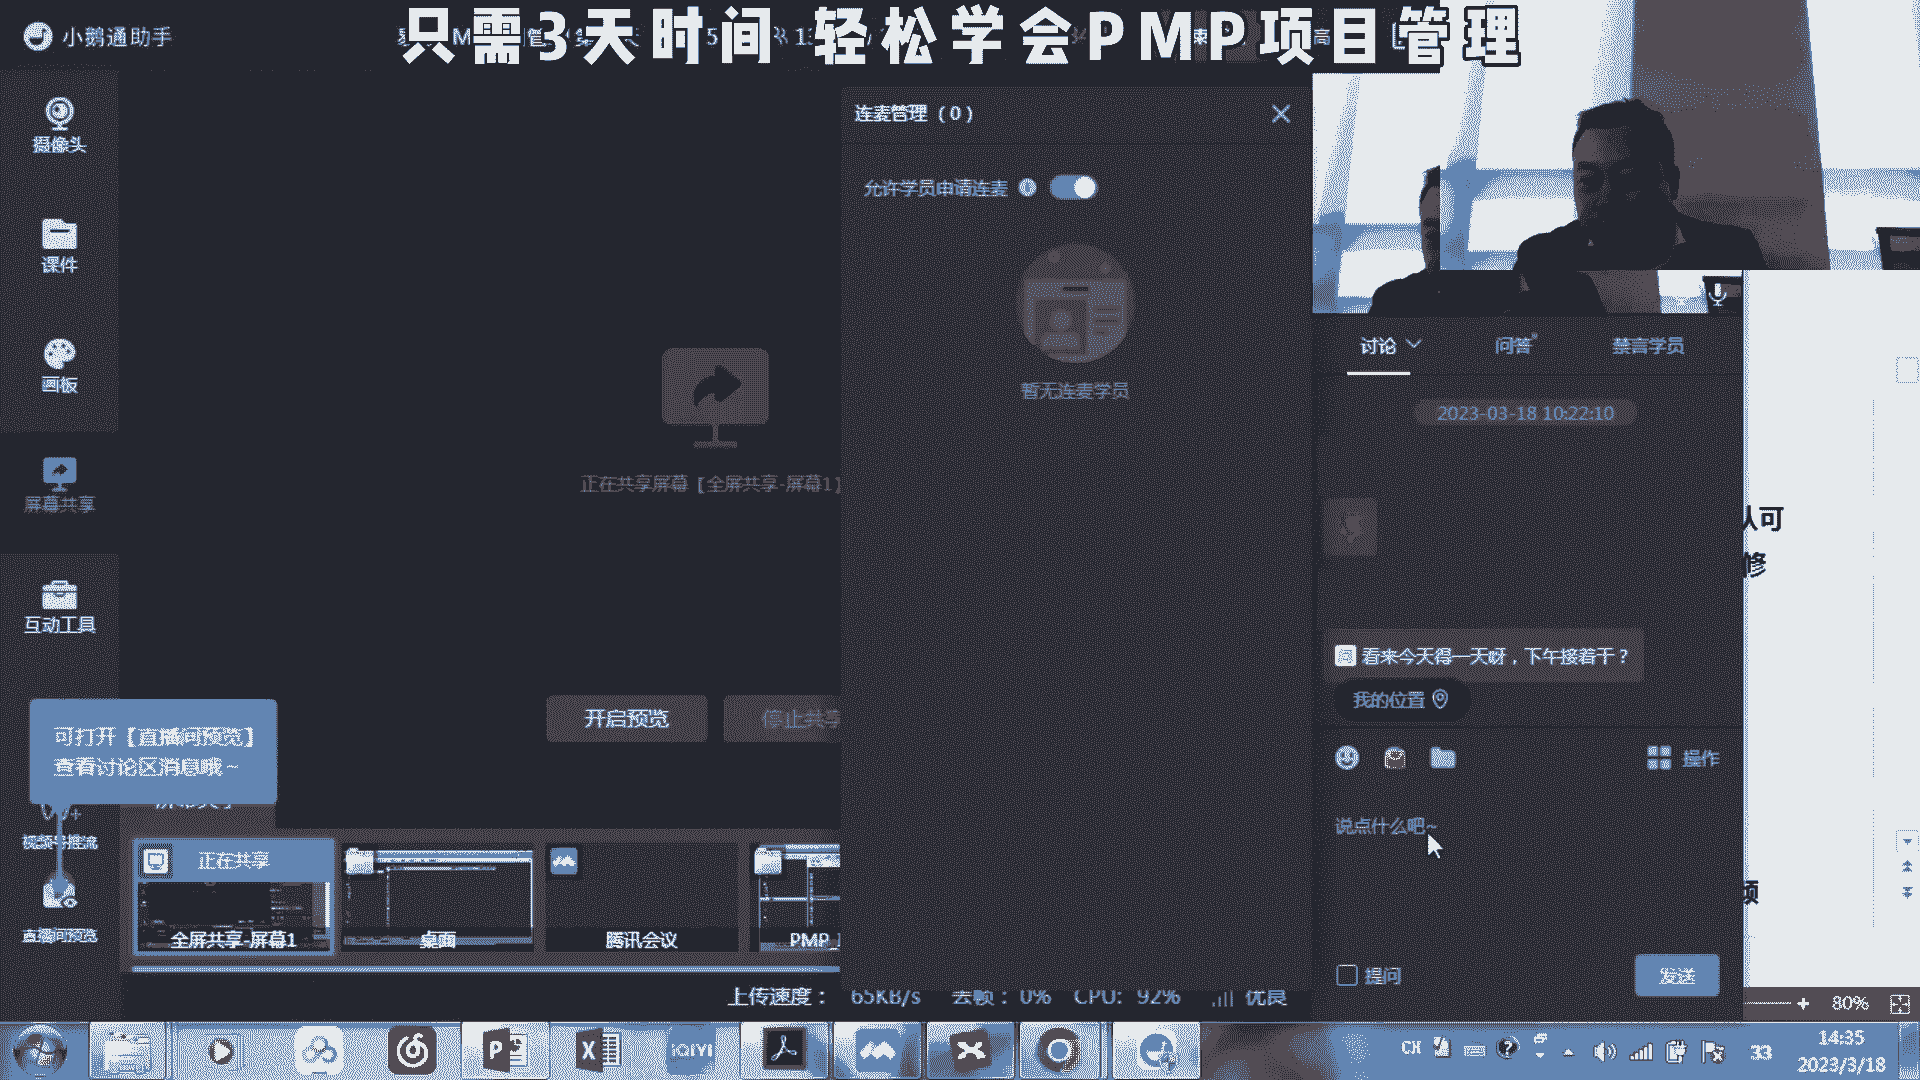 只需3天时间 轻松学会PMP项目管理
小鹅通助手
连麦管理（0）
允许学员申请连麦
暂无连麦学员
摄像头
课件
画板
屏幕共享
互动工具
正在共享屏幕【全屏共享-屏幕1】
开启预览
停止共享
可打开【直播间预览】
查看讨论区消息哦~
视频号推流
直播间预览
正在共享
全屏共享-屏幕1
桌面
腾讯会议
PMP_
上传速度： 65KB/s 丢帧：0% CPU: 92% 优良
讨论
问答
禁言学员
2023-03-18 10:22:10
问 看来今天得一天呀，下午接着干？
我的位置
操作
说点什么吧~
提问
发送
认可
修
频
80%
iQIYI
CH
33
14:35
2023/3/18